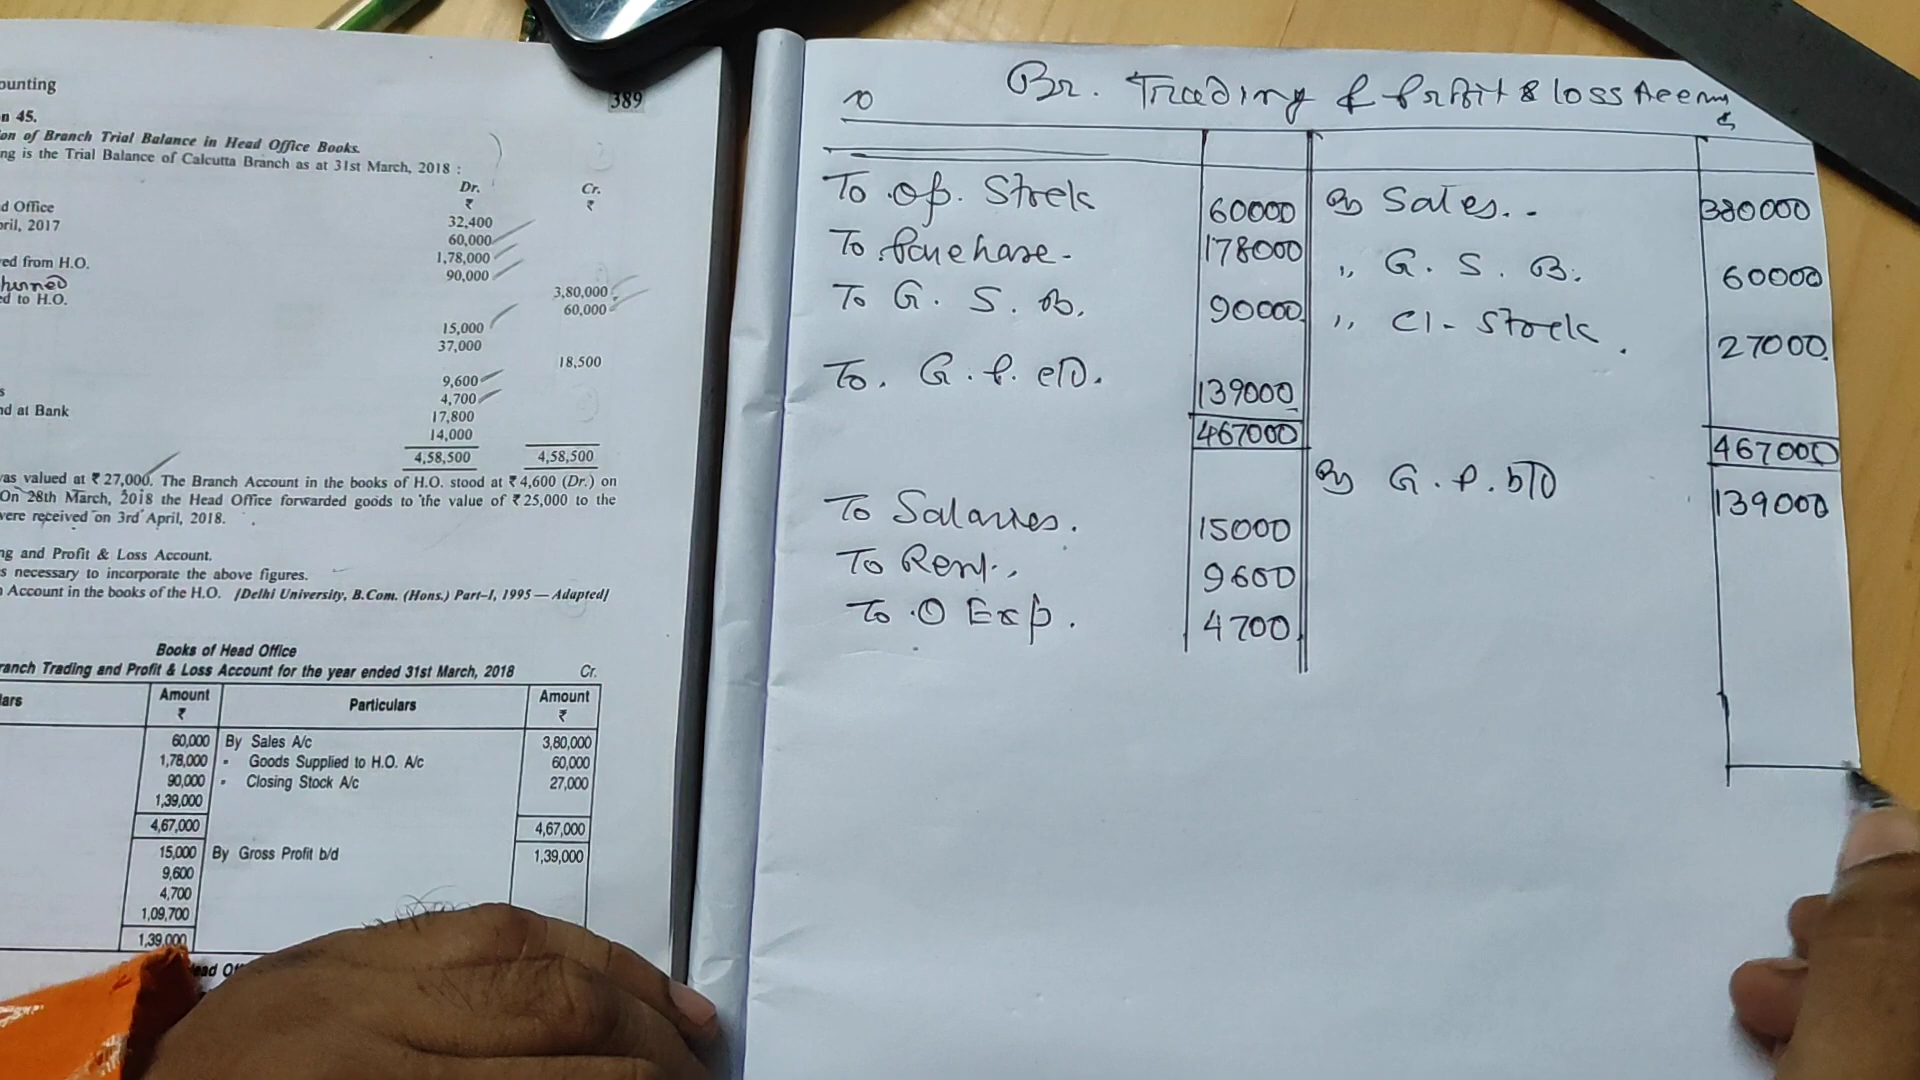 ounting
389
n 45.
on of Branch Trial Balance in Head Office Books.
ng is the Trial Balance of Calcutta Branch as at 31st March, 2018 :
Dr. Cr.
₹ ₹
d Office 32,400
pril, 2017 60,000
1,78,000
ved from H.O. 90,000
3,80,000
ed to H.O. 60,000
15,000
37,000
18,500
9,600
s 4,700
nd at Bank 17,800
14,000
4,58,500 4,58,500
as valued at ₹ 27,000. The Branch Account in the books of H.O. stood at ₹ 4,600 (Dr.) on
On 28th March, 2018 the Head Office forwarded goods to the value of ₹ 25,000 to the
were received on 3rd April, 2018.
ng and Profit & Loss Account.
s necessary to incorporate the above figures.
Account in the books of the H.O. [Delhi University, B.Com. (Hons.) Part-I, 1995 — Adapted]
Books of Head Office
ranch Trading and Profit & Loss Account for the year ended 31st March, 2018 Cr.
lars Amount Particulars Amount
₹ ₹
60,000 By Sales A/c 3,80,000
1,78,000 " Goods Supplied to H.O. A/c 60,000
90,000 " Closing Stock A/c 27,000
1,39,000
4,67,000 4,67,000
15,000 By Gross Profit b/d 1,39,000
9,600
4,700
1,09,700
1,39,000
ead Of
Br. Trading & Profit & Loss
To Op. Stock 60000 By Sales.. 380000
To Purchase - 178000 ,, G. S. B. 60000
To G. S. B. 90000 ,, Cl- Stock. 27000
To. G.P. c/D. 139000
467000 467000
By G.P. b/D 139000
To Salaries. 15000
To Rent., 9600
To .O Exp. 4700